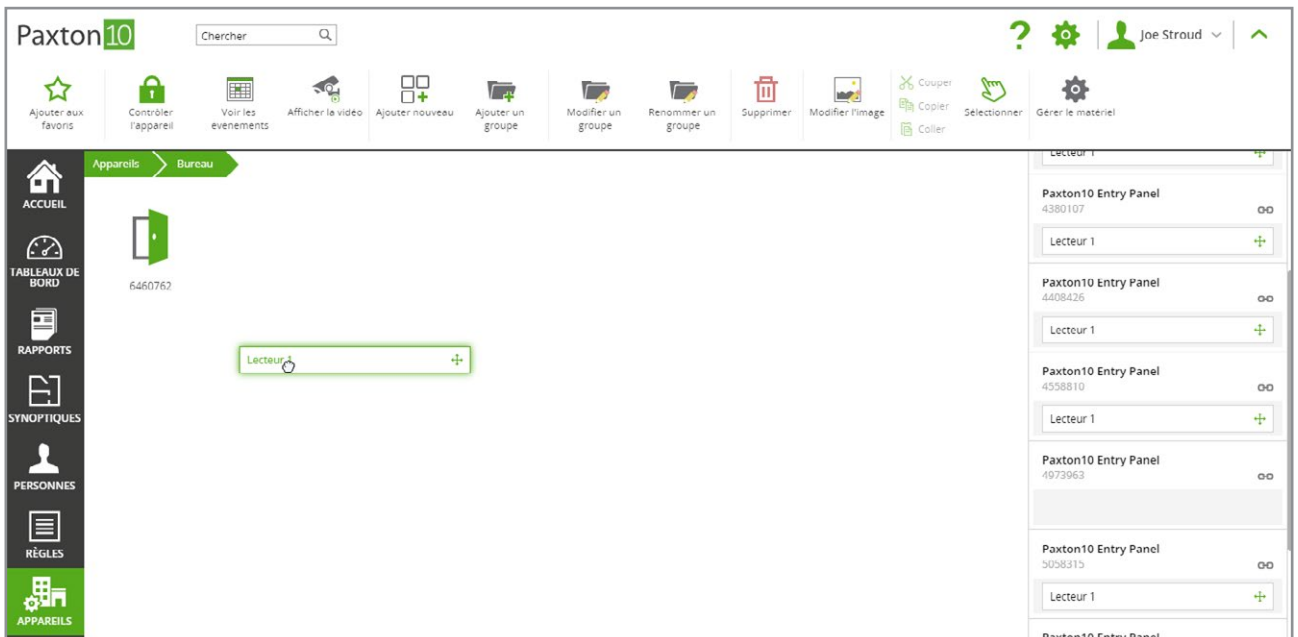 Paxton10
Chercher
Joe Stroud
Ajouter aux
favoris
Contrôler
l'appareil
Voir les
evenements
Afficher la vidéo
Ajouter nouveau
Ajouter un
groupe
Modifier un
groupe
Renommer un
groupe
Supprimer
Modifier l'image
Couper
Copier
Coller
Sélectionner
Gérer le matériel
ACCUEIL
TABLEAUX DE
BORD
RAPPORTS
SYNOPTIQUES
PERSONNES
RÈGLES
APPAREILS
Appareils
Bureau
6460762
Lecteur 1
Lecteur 1
Paxton10 Entry Panel
4380107
Lecteur 1
Paxton10 Entry Panel
4408426
Lecteur 1
Paxton10 Entry Panel
4558810
Lecteur 1
Paxton10 Entry Panel
4973963
Paxton10 Entry Panel
5058315
Lecteur 1
Paxton10 Entry Panel